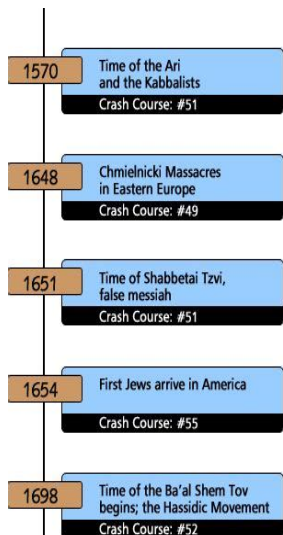 1570
Time of the Ari
and the Kabbalists
Crash Course: #51
1648
Chmielnicki Massacres
in Eastern Europe
Crash Course: #49
1651
Time of Shabbetai Tzvi,
false messiah
Crash Course: #51
1654
First Jews arrive in America
Crash Course: #55
1698
Time of the Ba'al Shem Tov
begins; the Hassidic Movement
Crash Course: #52